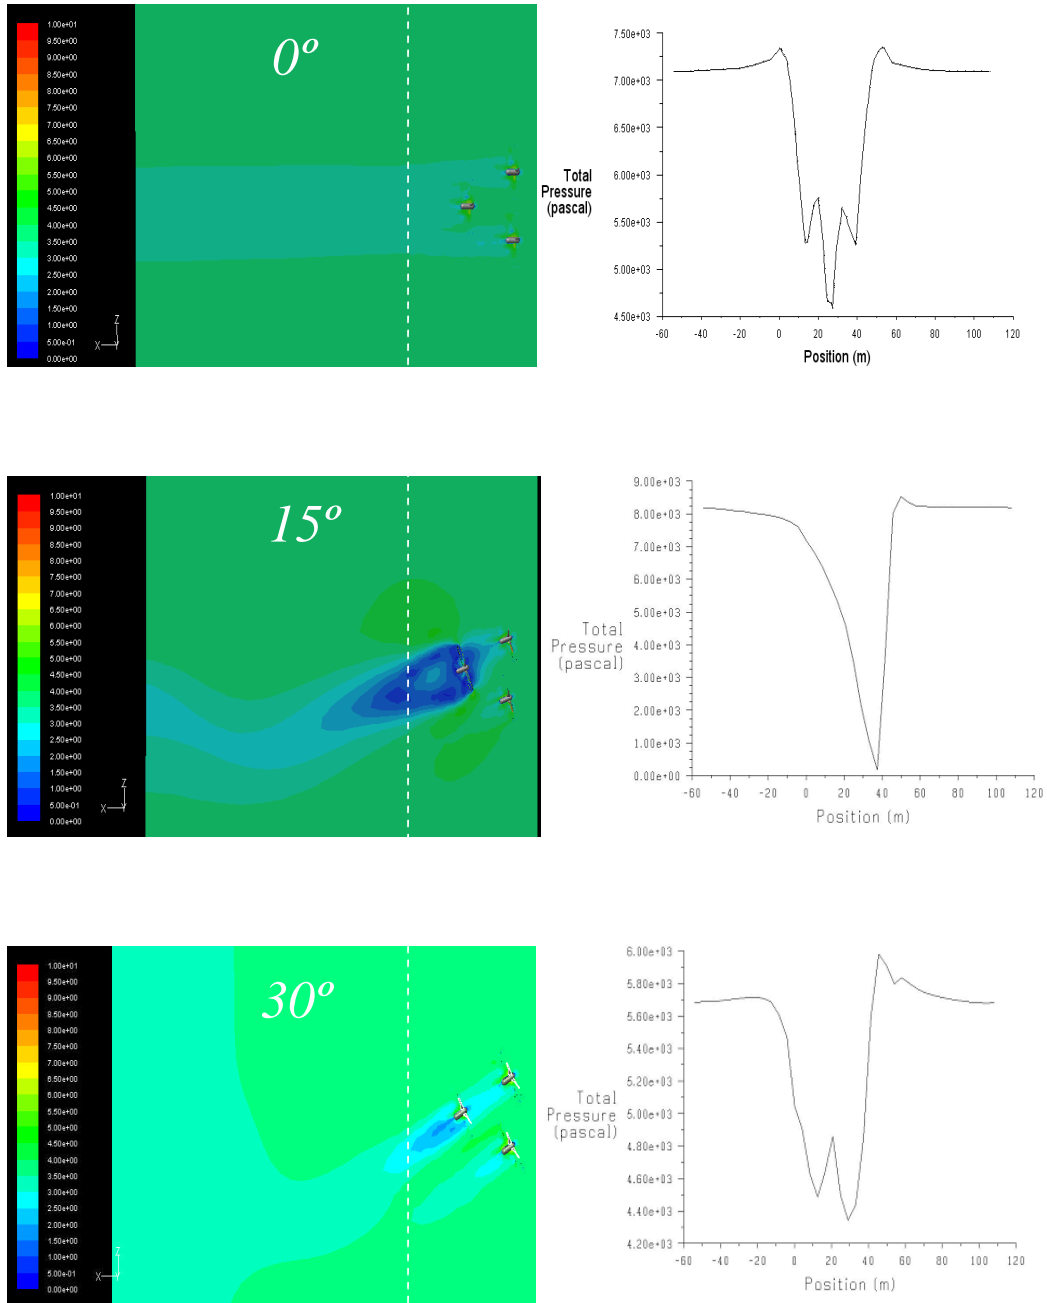 1.00e+01
9.50e+00
9.00e+00
8.50e+00
8.00e+00
7.50e+00
7.00e+00
6.50e+00
6.00e+00
5.50e+00
5.00e+00
4.50e+00
4.00e+00
3.50e+00
3.00e+00
2.50e+00
2.00e+00
1.50e+00
1.00e+00
5.00e-01
0.00e+00
Z
X Y
0º
7.50e+03
7.00e+03
6.50e+03
6.00e+03
5.50e+03
5.00e+03
4.50e+03
Total
Pressure
(pascal)
-60 -40 -20 0 20 40 60 80 100 120
Position (m)
1.00e+01
9.50e+00
9.00e+00
8.50e+00
8.00e+00
7.50e+00
7.00e+00
6.50e+00
6.00e+00
5.50e+00
5.00e+00
4.50e+00
4.00e+00
3.50e+00
3.00e+00
2.50e+00
2.00e+00
1.50e+00
1.00e+00
5.00e-01
0.00e+00
Z
X Y
15º
9.00e+03
8.00e+03
7.00e+03
6.00e+03
5.00e+03
4.00e+03
3.00e+03
2.00e+03
1.00e+03
0.00e+00
Total
Pressure
(pascal)
-60 -40 -20 0 20 40 60 80 100 120
Position (m)
1.00e+01
9.50e+00
9.00e+00
8.50e+00
8.00e+00
7.50e+00
7.00e+00
6.50e+00
6.00e+00
5.50e+00
5.00e+00
4.50e+00
4.00e+00
3.50e+00
3.00e+00
2.50e+00
2.00e+00
1.50e+00
1.00e+00
5.00e-01
0.00e+00
Z
X Y
30º
6.00e+03
5.80e+03
5.60e+03
5.40e+03
5.20e+03
5.00e+03
4.80e+03
4.60e+03
4.40e+03
4.20e+03
Total
Pressure
(pascal)
-60 -40 -20 0 20 40 60 80 100 120
Position (m)